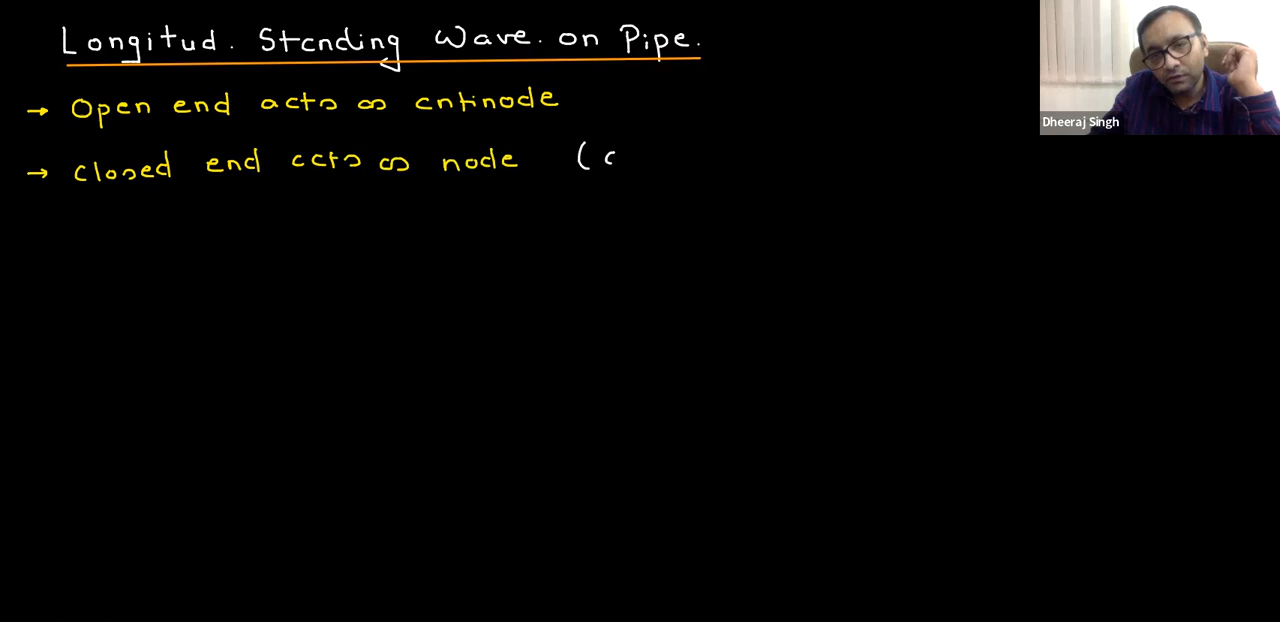 Longitud. Standing Wave. on Pipe.
→ Open end acts as antinode
→ Closed end acts as node (a
Dheeraj Singh